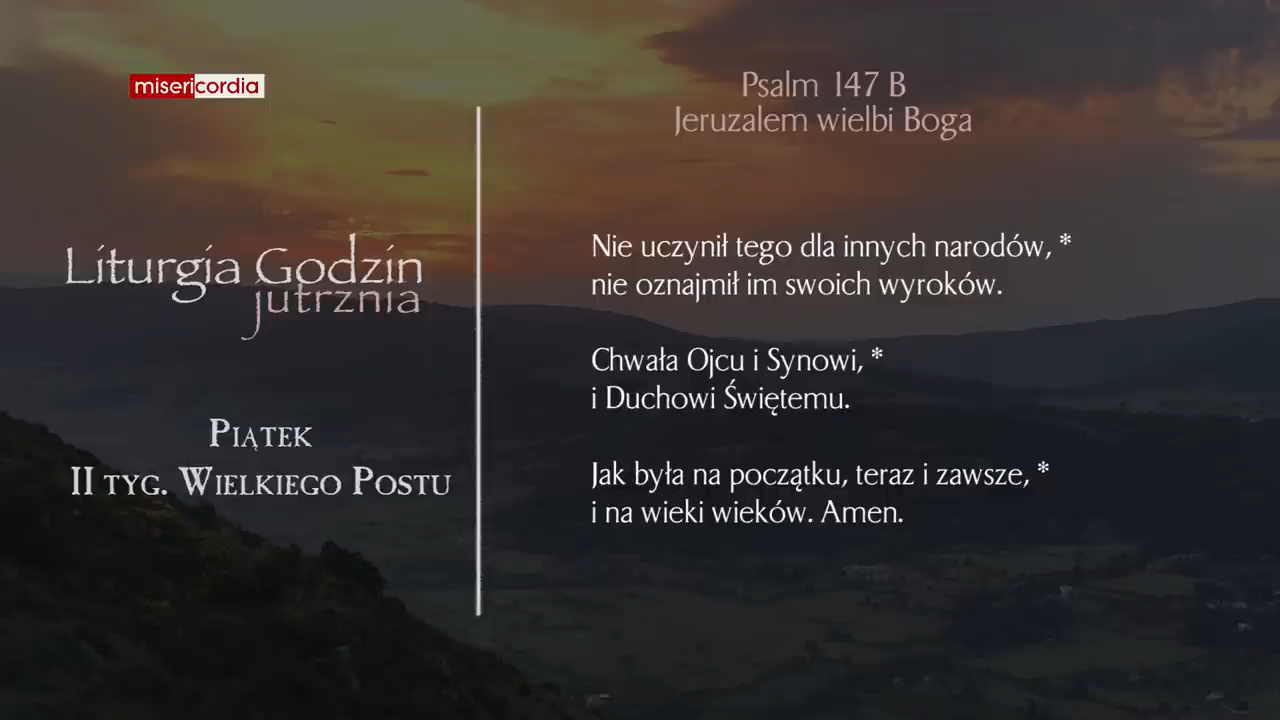 misericordia
Liturgia Godzin
jutrznia
Piątek
II tyg. Wielkiego Postu
Psalm 147 B
Jeruzalem wielbi Boga
Nie uczynił tego dla innych narodów, *
nie oznajmił im swoich wyroków.
Chwała Ojcu i Synowi, *
i Duchowi Świętemu.
Jak była na początku, teraz i zawsze, *
i na wieki wieków. Amen.